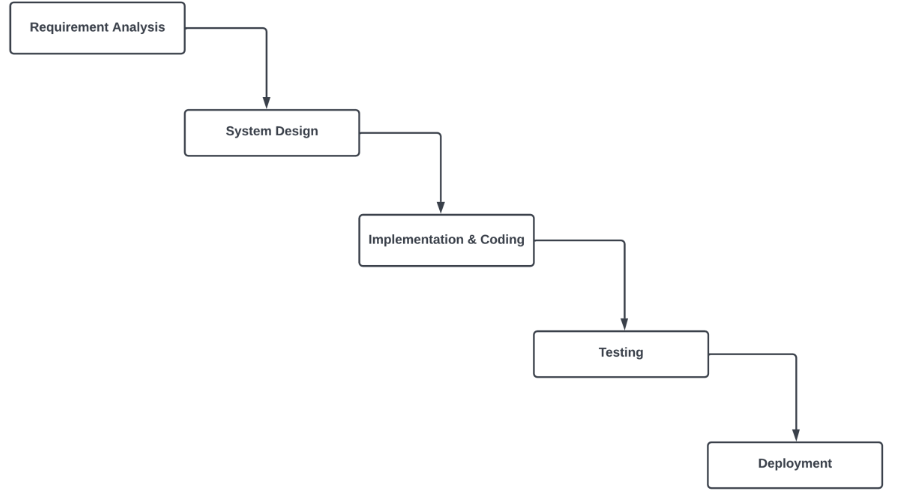 Requirement Analysis
System Design
Implementation & Coding
Testing
Deployment